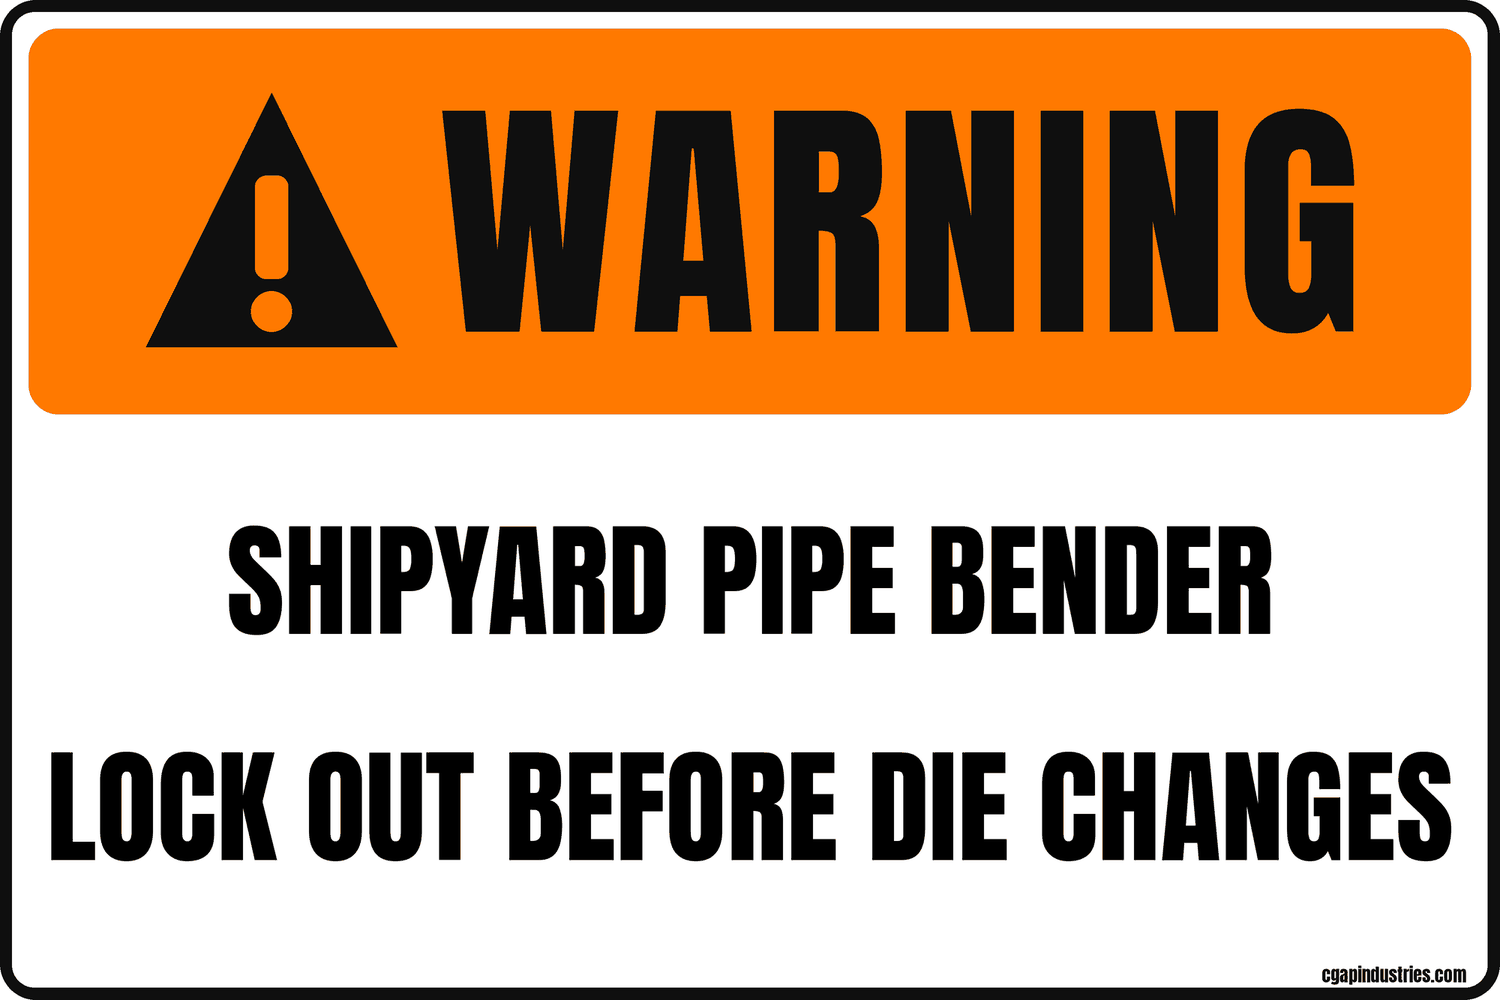 WARNING
SHIPYARD PIPE BENDER
LOCK OUT BEFORE DIE CHANGES
cgapindustries.com